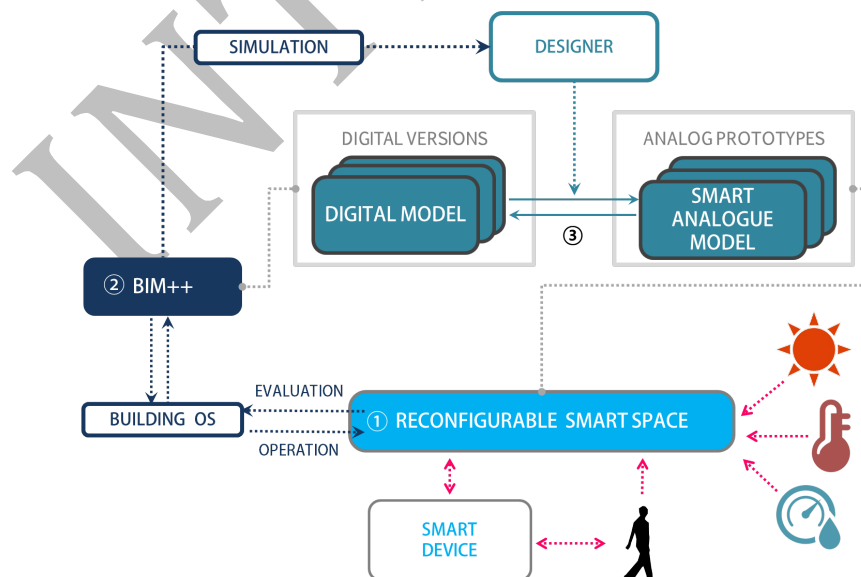 SIMULATION
DESIGNER
DIGITAL VERSIONS
ANALOG PROTOTYPES
DIGITAL MODEL
SMART
ANALOGUE
MODEL
③
② BIM++
EVALUATION
BUILDING OS
① RECONFIGURABLE SMART SPACE
OPERATION
SMART
DEVICE